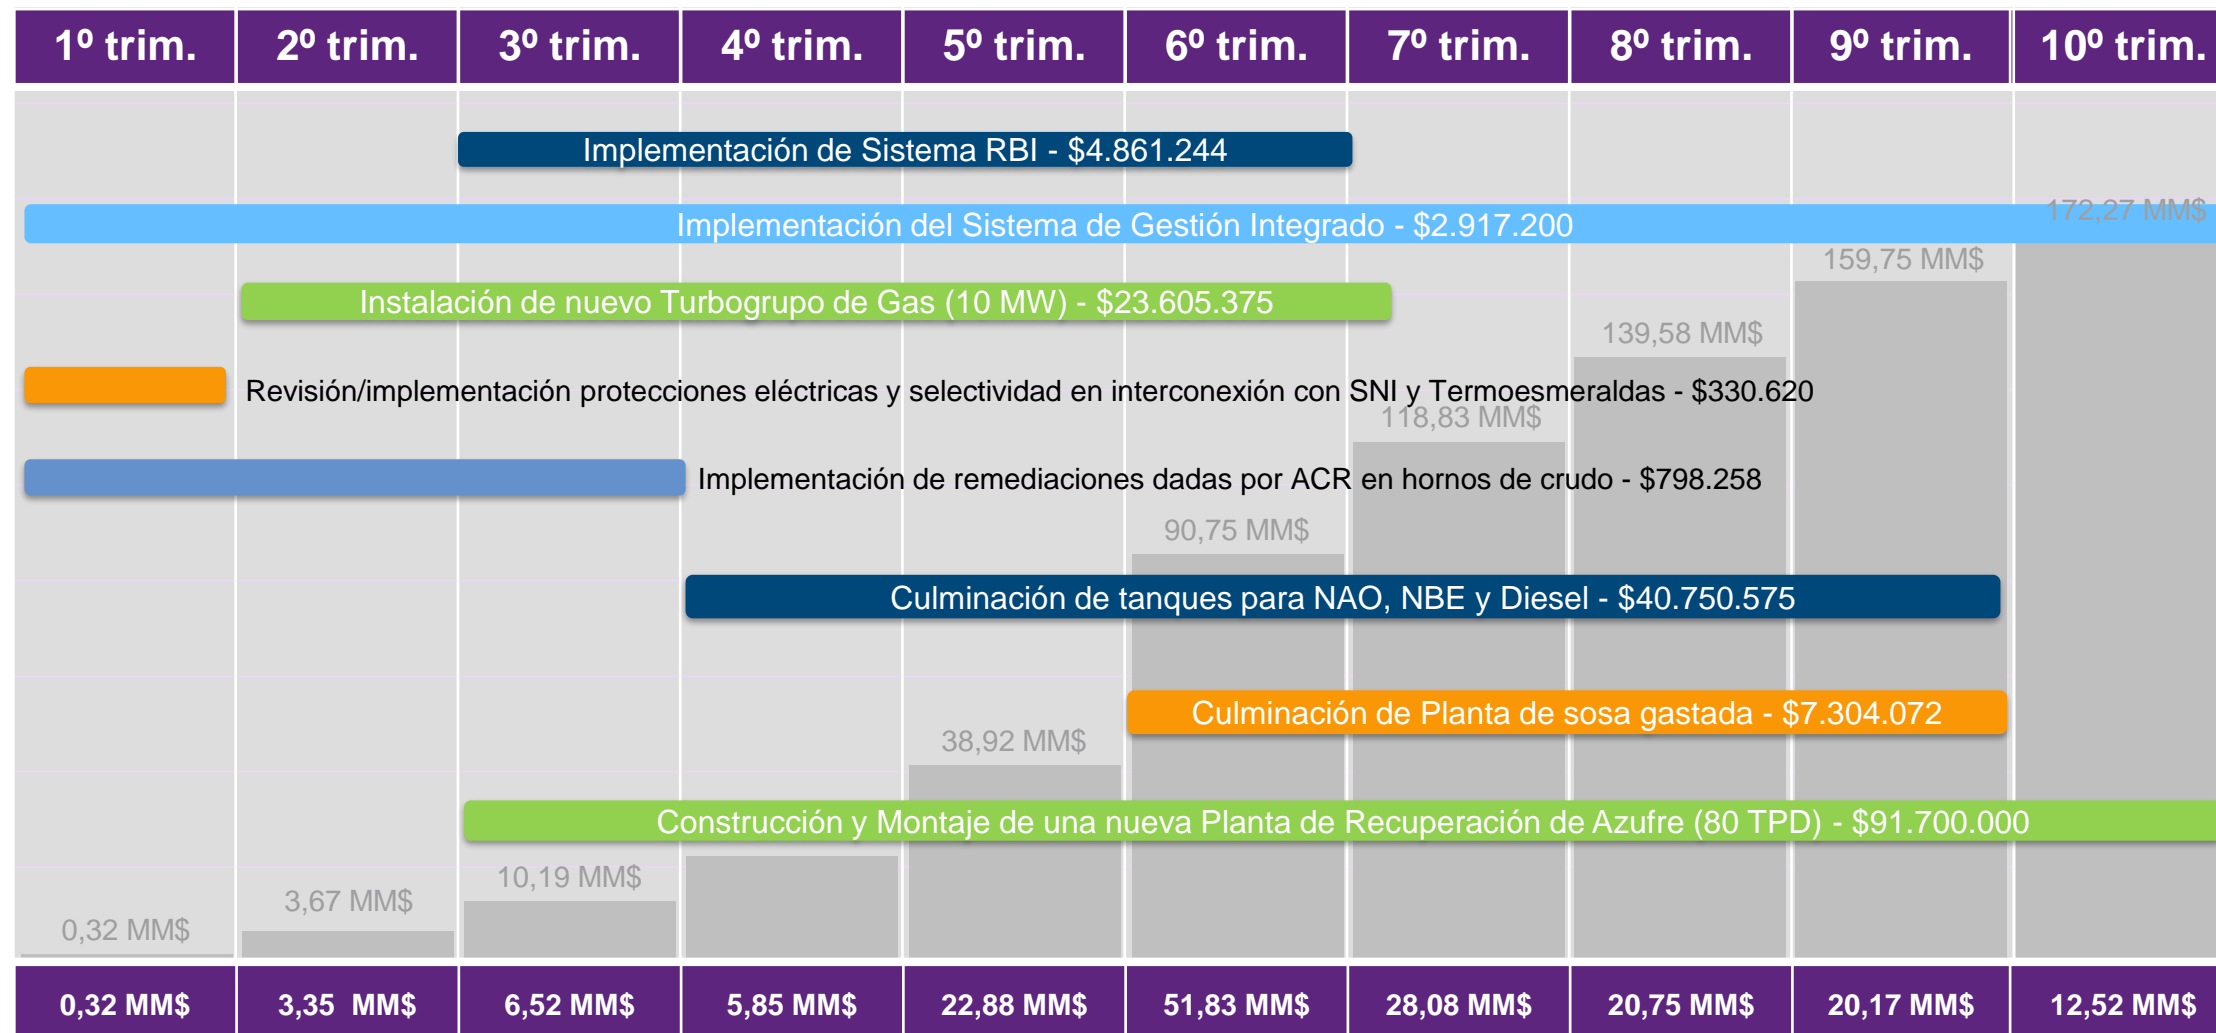 1º trim. 2º trim. 3º trim. 4º trim. 5º trim. 6º trim. 7º trim. 8º trim. 9º trim. 10º trim.
Implementación de Sistema RBI - $4.861.244
172,27 MM$
Implementación del Sistema de Gestión Integrado - $2.917.200
159,75 MM$
Instalación de nuevo Turbogrupo de Gas (10 MW) - $23.605.375
139,58 MM$
Revisión/implementación protecciones eléctricas y selectividad en interconexión con SNI y Termoesmeraldas - $330.620
118,83 MM$
Implementación de remediaciones dadas por ACR en hornos de crudo - $798.258
90,75 MM$
Culminación de tanques para NAO, NBE y Diesel - $40.750.575
Culminación de Planta de sosa gastada - $7.304.072
38,92 MM$
Construcción y Montaje de una nueva Planta de Recuperación de Azufre (80 TPD) - $91.700.000
10,19 MM$
3,67 MM$
0,32 MM$
0,32 MM$ 3,35 MM$ 6,52 MM$ 5,85 MM$ 22,88 MM$ 51,83 MM$ 28,08 MM$ 20,75 MM$ 20,17 MM$ 12,52 MM$